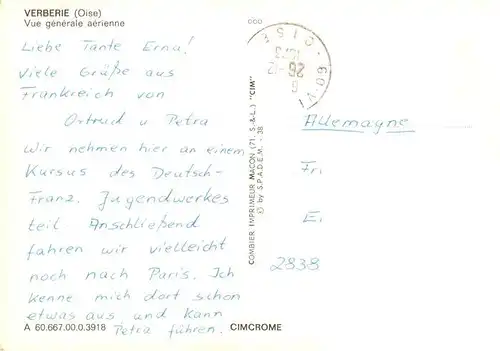 VERBERIE (Oise)
Vue générale aérienne
Liebe Tante Erna!
Viele Grüße aus
Frankreich von
Ortrud u Petra
Wir nehmen hier an einem
Kursus des Deutsch-
Franz. Jugendwerkes
teil Anschließend
fahren wir vielleicht
noch nach Paris. Ich
kenne mich dort schon
etwas aus und kann
Petra führen.
A 60.667.00.0.3918 CIMCROME
COMBIER IMPRIMEUR MACON (71. S.-&-L.) "CIM"
© by S.P.A.D.E.M. - 38
OISE
Allemagne
Fr.
E.
2838